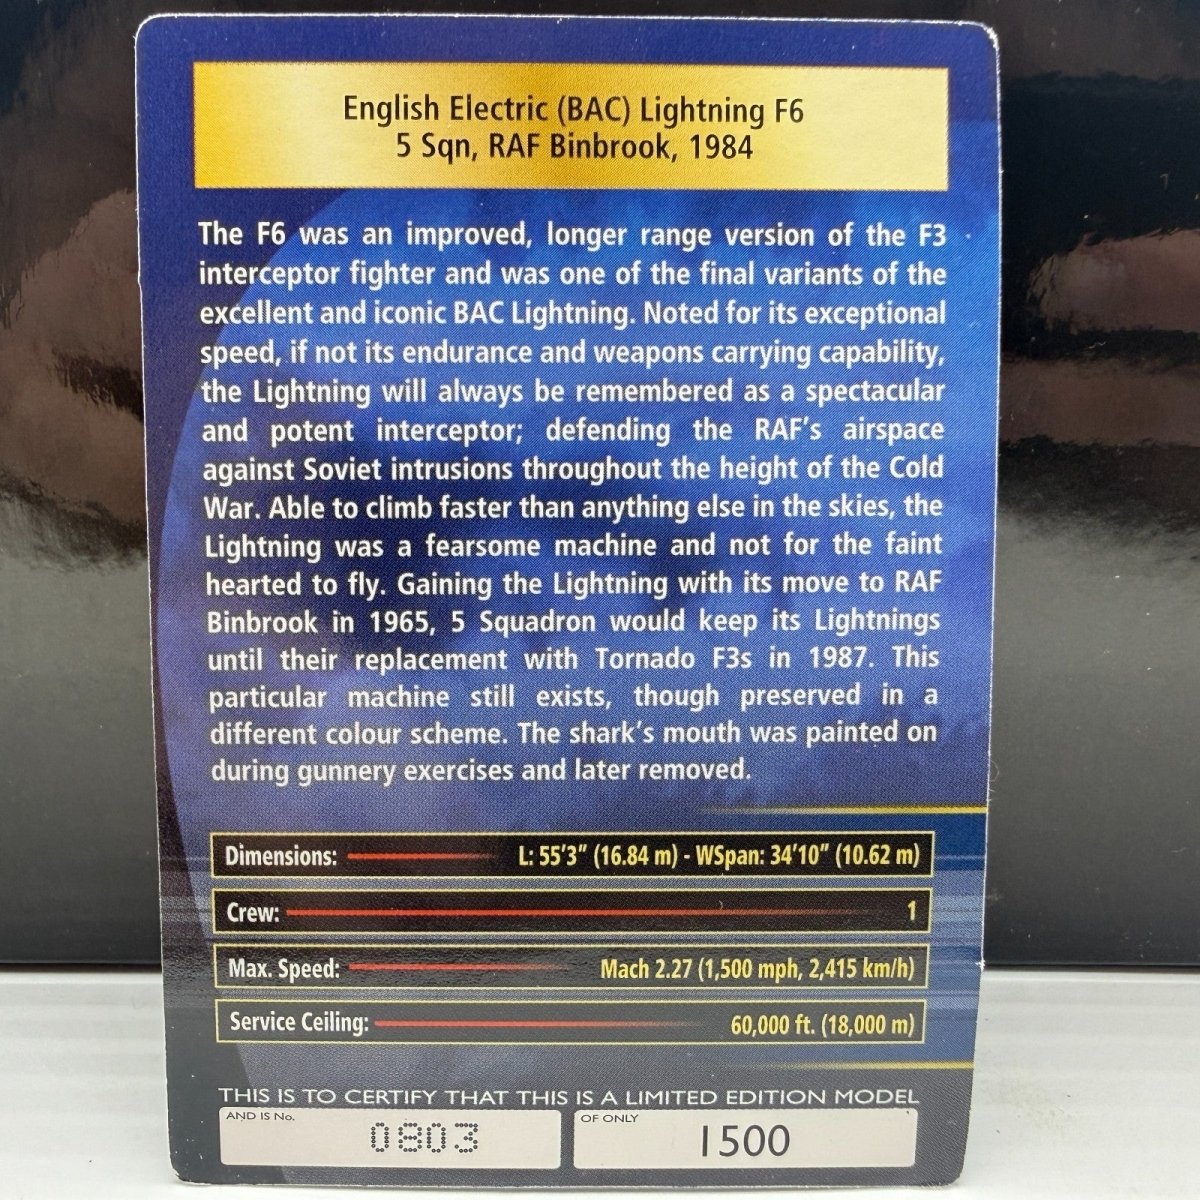 English Electric (BAC) Lightning F6
5 Sqn, RAF Binbrook, 1984
The F6 was an improved, longer range version of the F3
interceptor fighter and was one of the final variants of the
excellent and iconic BAC Lightning. Noted for its exceptional
speed, if not its endurance and weapons carrying capability,
the Lightning will always be remembered as a spectacular
and potent interceptor; defending the RAF's airspace
against Soviet intrusions throughout the height of the Cold
War. Able to climb faster than anything else in the skies, the
Lightning was a fearsome machine and not for the faint
hearted to fly. Gaining the Lightning with its move to RAF
Binbrook in 1965, 5 Squadron would keep its Lightnings
until their replacement with Tornado F3s in 1987. This
particular machine still exists, though preserved in a
different colour scheme. The shark's mouth was painted on
during gunnery exercises and later removed.
Dimensions: L: 55'3" (16.84 m) - WSpan: 34'10" (10.62 m)
Crew: 1
Max. Speed: Mach 2.27 (1,500 mph, 2,415 km/h)
Service Ceiling: 60,000 ft. (18,000 m)
THIS IS TO CERTIFY THAT THIS IS A LIMITED EDITION MODEL
AND IS No. 0803 OF ONLY 1500